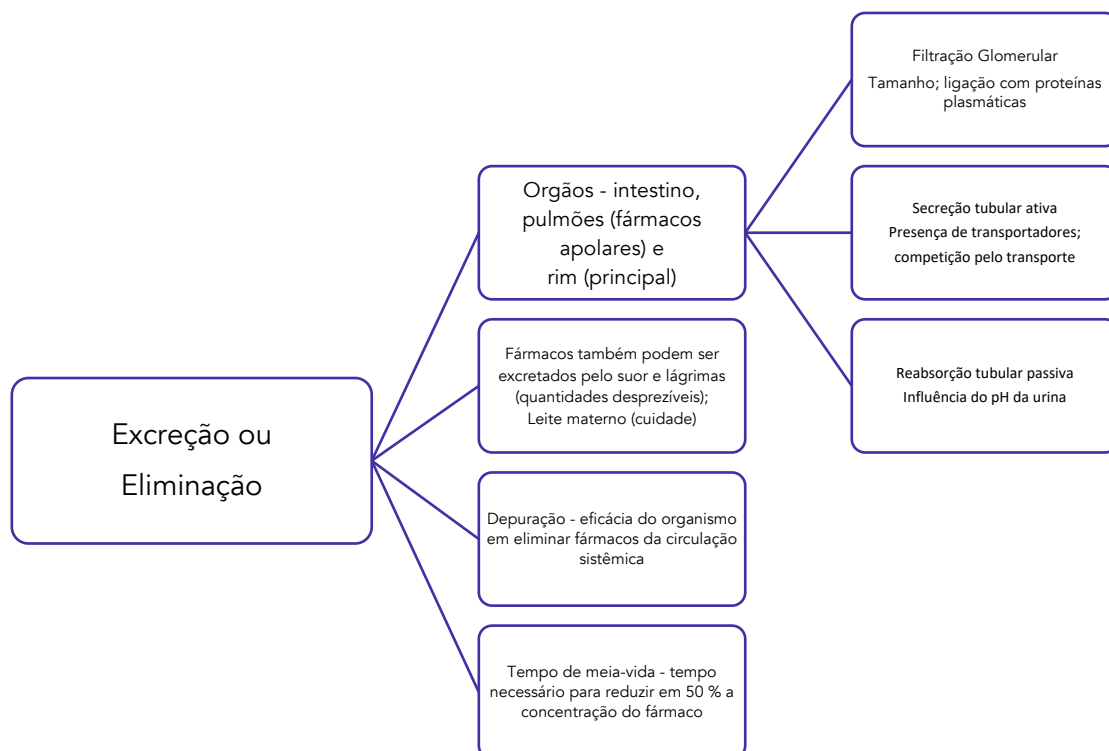 Excreção ou
Eliminação
Orgãos - intestino,
pulmões (fármacos
apolares) e
rim (principal)
Filtração Glomerular
Tamanho; ligação com proteínas
plasmáticas
Secreção tubular ativa
Presença de transportadores;
competição pelo transporte
Reabsorção tubular passiva
Influência do pH da urina
Fármacos também podem ser
excretados pelo suor e lágrimas
(quantidades desprezíveis);
Leite materno (cuidade)
Depuração - eficácia do organismo
em eliminar fármacos da circulação
sistêmica
Tempo de meia-vida - tempo
necessário para reduzir em 50 % a
concentração do fármaco